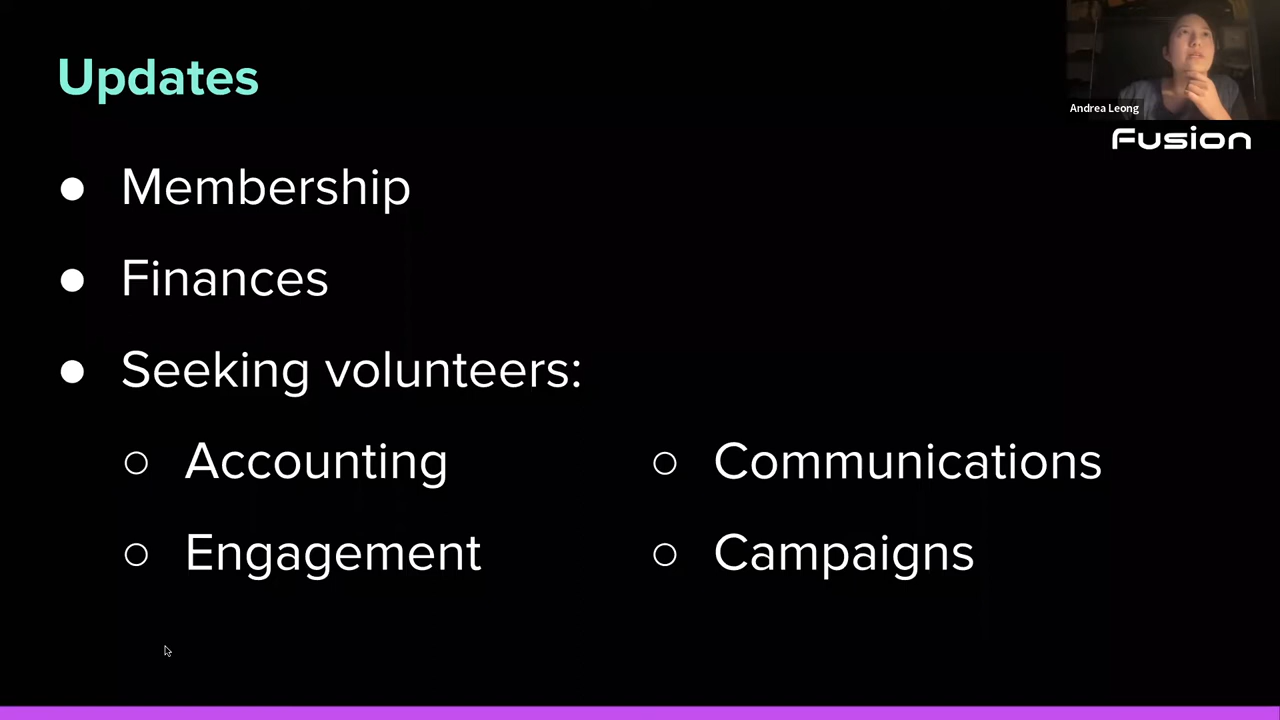 Updates
Andrea Leong
Fusion
● Membership
● Finances
● Seeking volunteers:
○ Accounting
○ Communications
○ Engagement
○ Campaigns